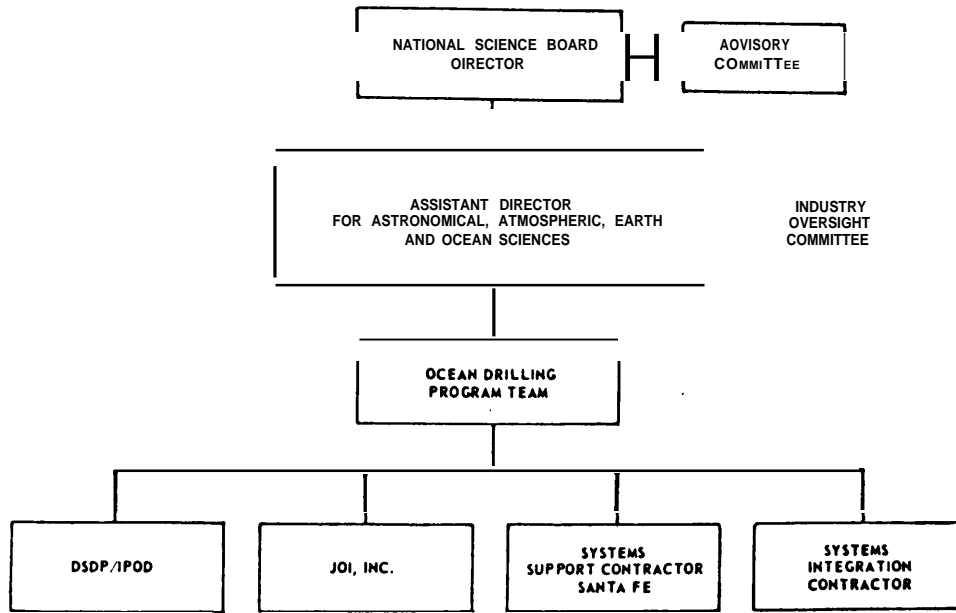 NATIONAL SCIENCE BOARD
OIRECTOR
AOVISORY
COmmiTTEE
ASSISTANT DIRECTOR
FOR ASTRONOMICAL, ATMOSPHERIC, EARTH
AND OCEAN SCIENCES
INDUSTRY
OVERSIGHT
COMMITTEE
OCEAN DRILLING
PROGRAM TEAM
DSDP/IPOD
JOI, INC.
SYSTEMS
SUPPORT CONTRACTOR
SANTA FE
SYSTEMS
INTEGRATION
CONTRACTOR